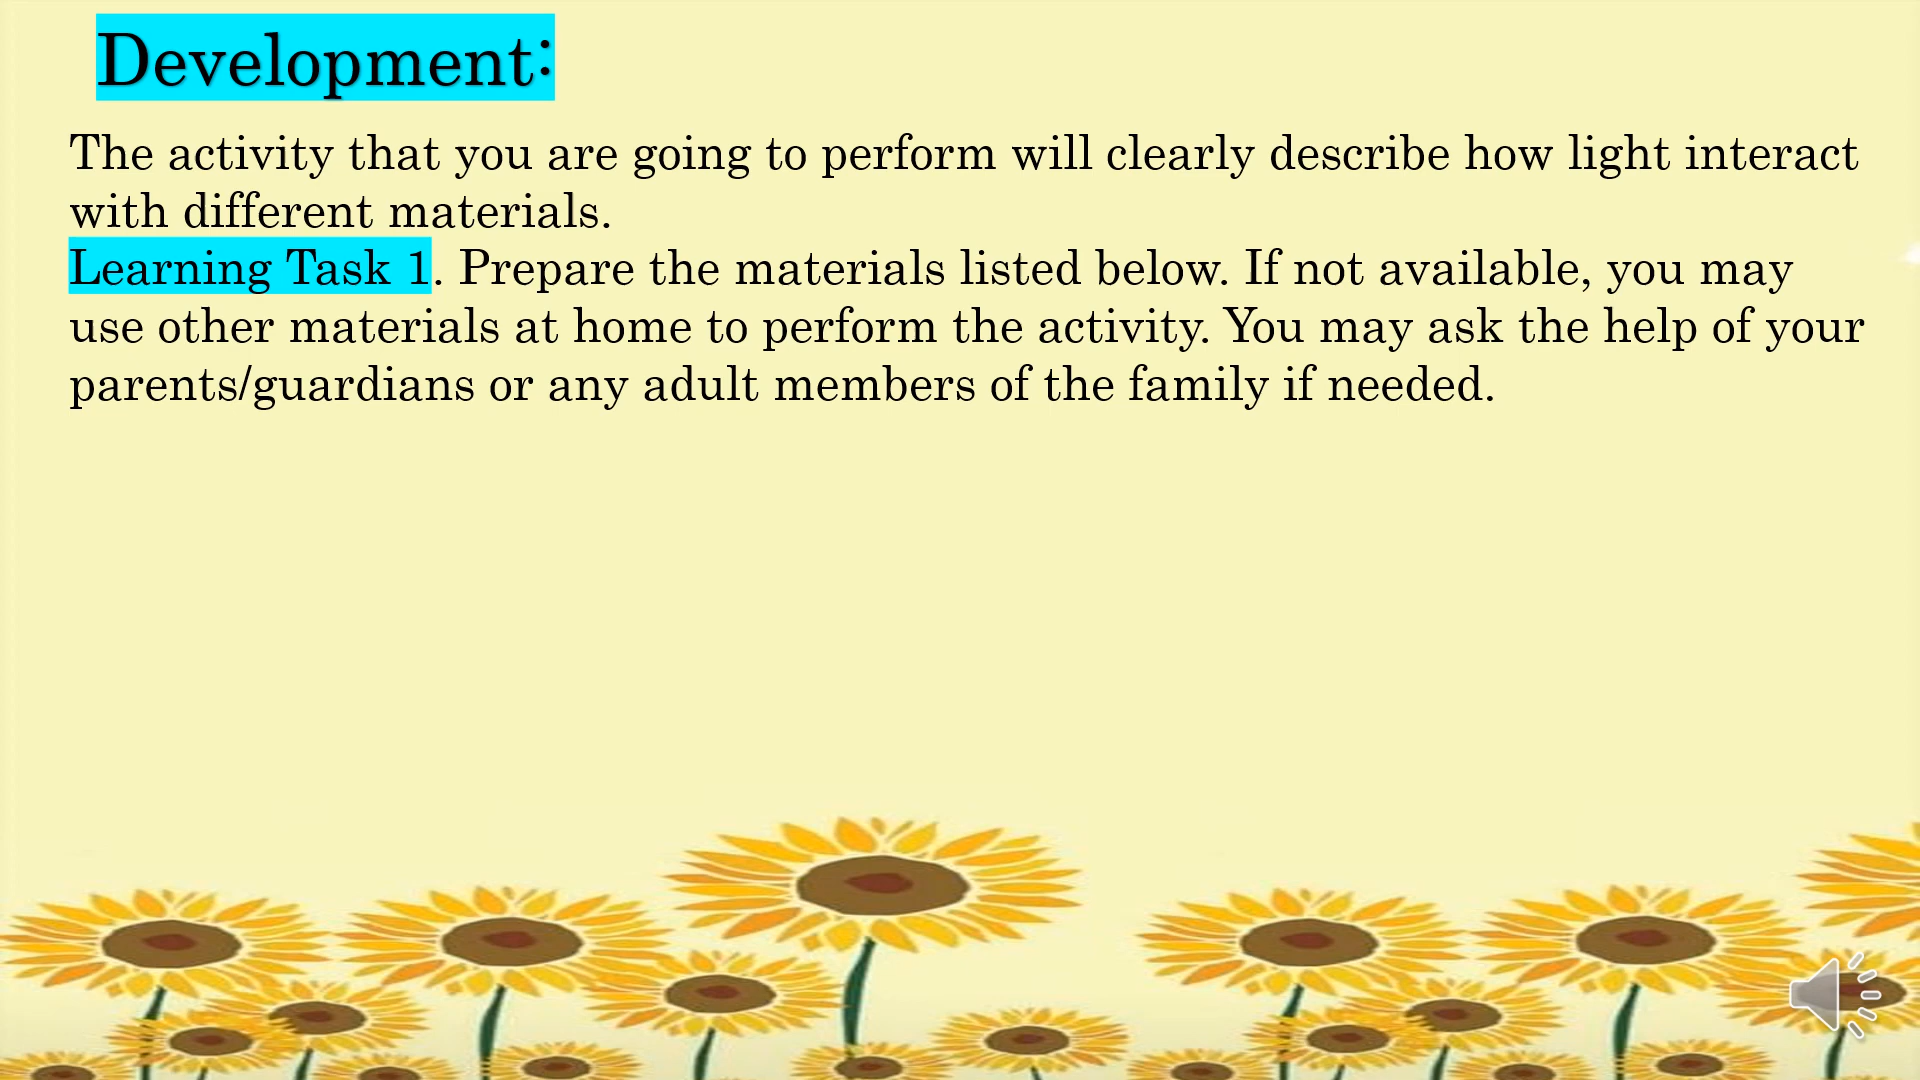 Development:
The activity that you are going to perform will clearly describe how light interact
with different materials.
Learning Task 1. Prepare the materials listed below. If not available, you may
use other materials at home to perform the activity. You may ask the help of your
parents/guardians or any adult members of the family if needed.